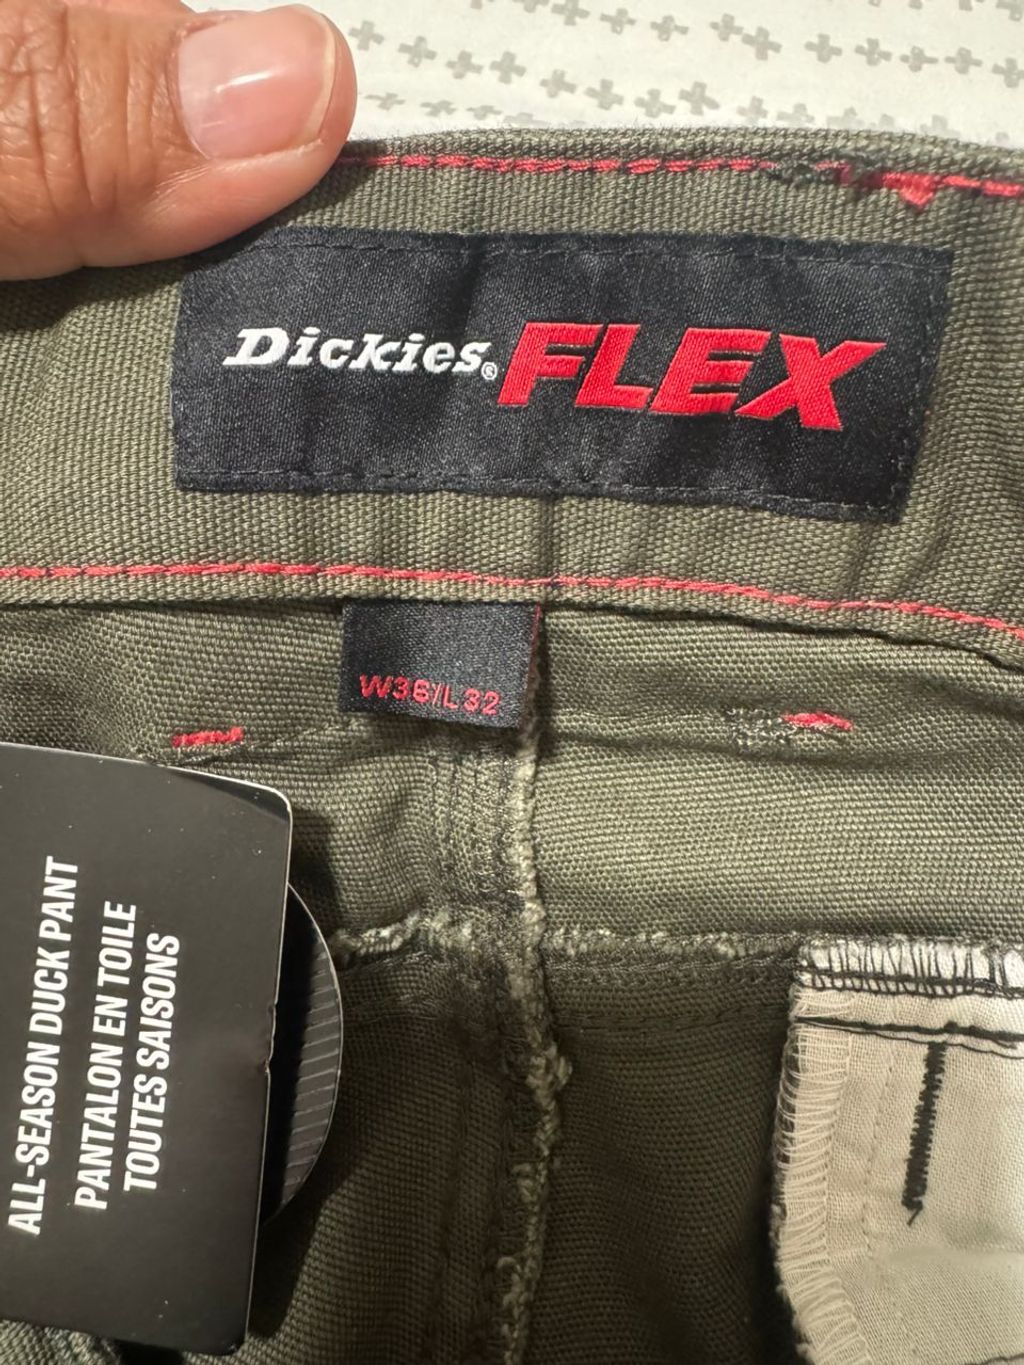 Dickies® FLEX
W36/L32
ALL-SEASON DUCK PANT
PANTALON EN TOILE
TOUTES SAISONS